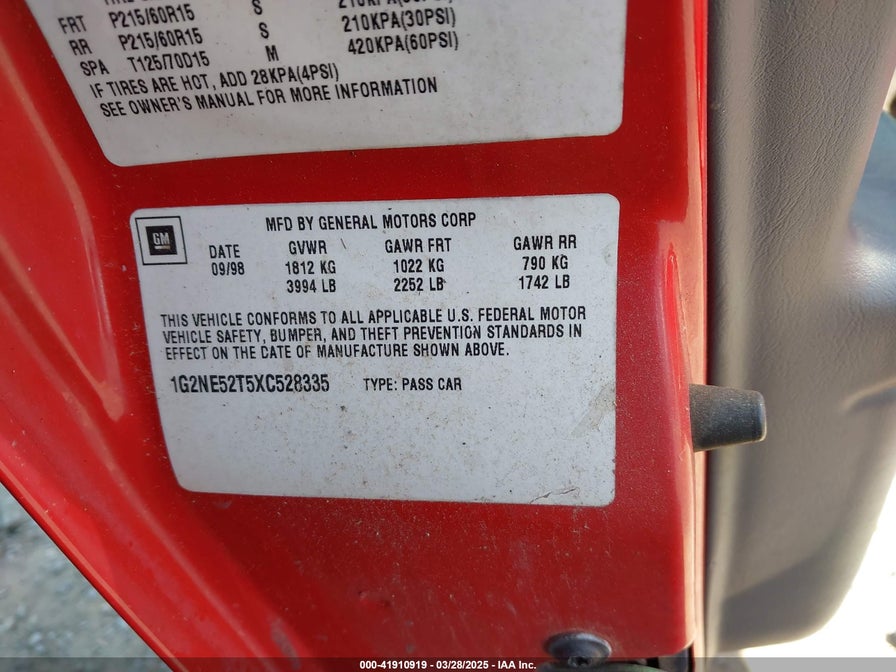 FRT P215/60R15 S 210KPA(30PSI)
RR P215/60R15 S 210KPA(30PSI)
SPA T125/70D15 M 420KPA(60PSI)
IF TIRES ARE HOT, ADD 28KPA(4PSI)
SEE OWNER'S MANUAL FOR MORE INFORMATION
GM
MFD BY GENERAL MOTORS CORP
DATE GVWR GAWR FRT GAWR RR
09/98 1812 KG 1022 KG 790 KG
3994 LB 2252 LB 1742 LB
THIS VEHICLE CONFORMS TO ALL APPLICABLE U.S. FEDERAL MOTOR
VEHICLE SAFETY, BUMPER, AND THEFT PREVENTION STANDARDS IN
EFFECT ON THE DATE OF MANUFACTURE SHOWN ABOVE.
1G2NE52T5XC528335 TYPE: PASS CAR
000-41910919 - 03/28/2025 - IAA Inc.